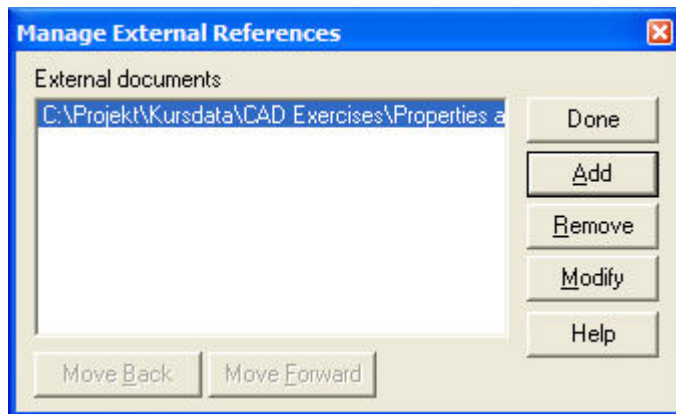 Manage External References
External documents
C:\Projekt\Kursdata\CAD Exercises\Properties a
Done
Add
Remove
Modify
Help
Move Back
Move Forward